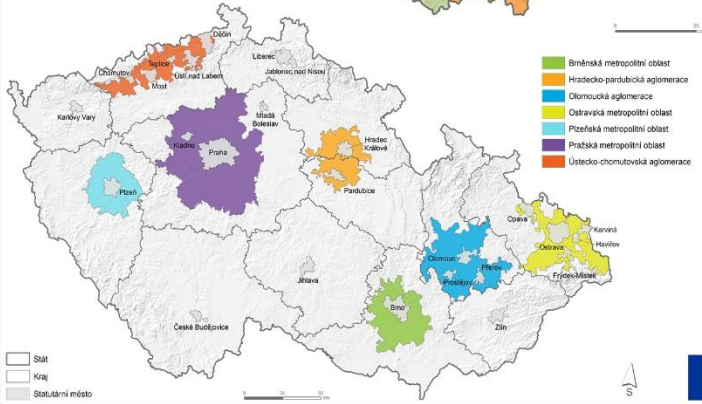 Děčín
Liberec
Teplice
Jablonec nad Nisou
Chomutov
Ústí nad Labem
Most
Karlovy Vary
Mladá
Boleslav
Kladno
Praha
Hradec
Králové
Plzeň
Pardubice
Opava
Karviná
Havířov
Ostrava
Olomouc
Přerov
Frýdek-Místek
Prostějov
Jihlava
Brno
České Budějovice
Zlín
Brněnská metropolitní oblast
Hradecko-pardubická aglomerace
Olomoucká aglomerace
Ostravská metropolitní oblast
Plzeňská metropolitní oblast
Pražská metropolitní oblast
Ústecko-chomutovská aglomerace
Stát
Kraj
Statutární město
S